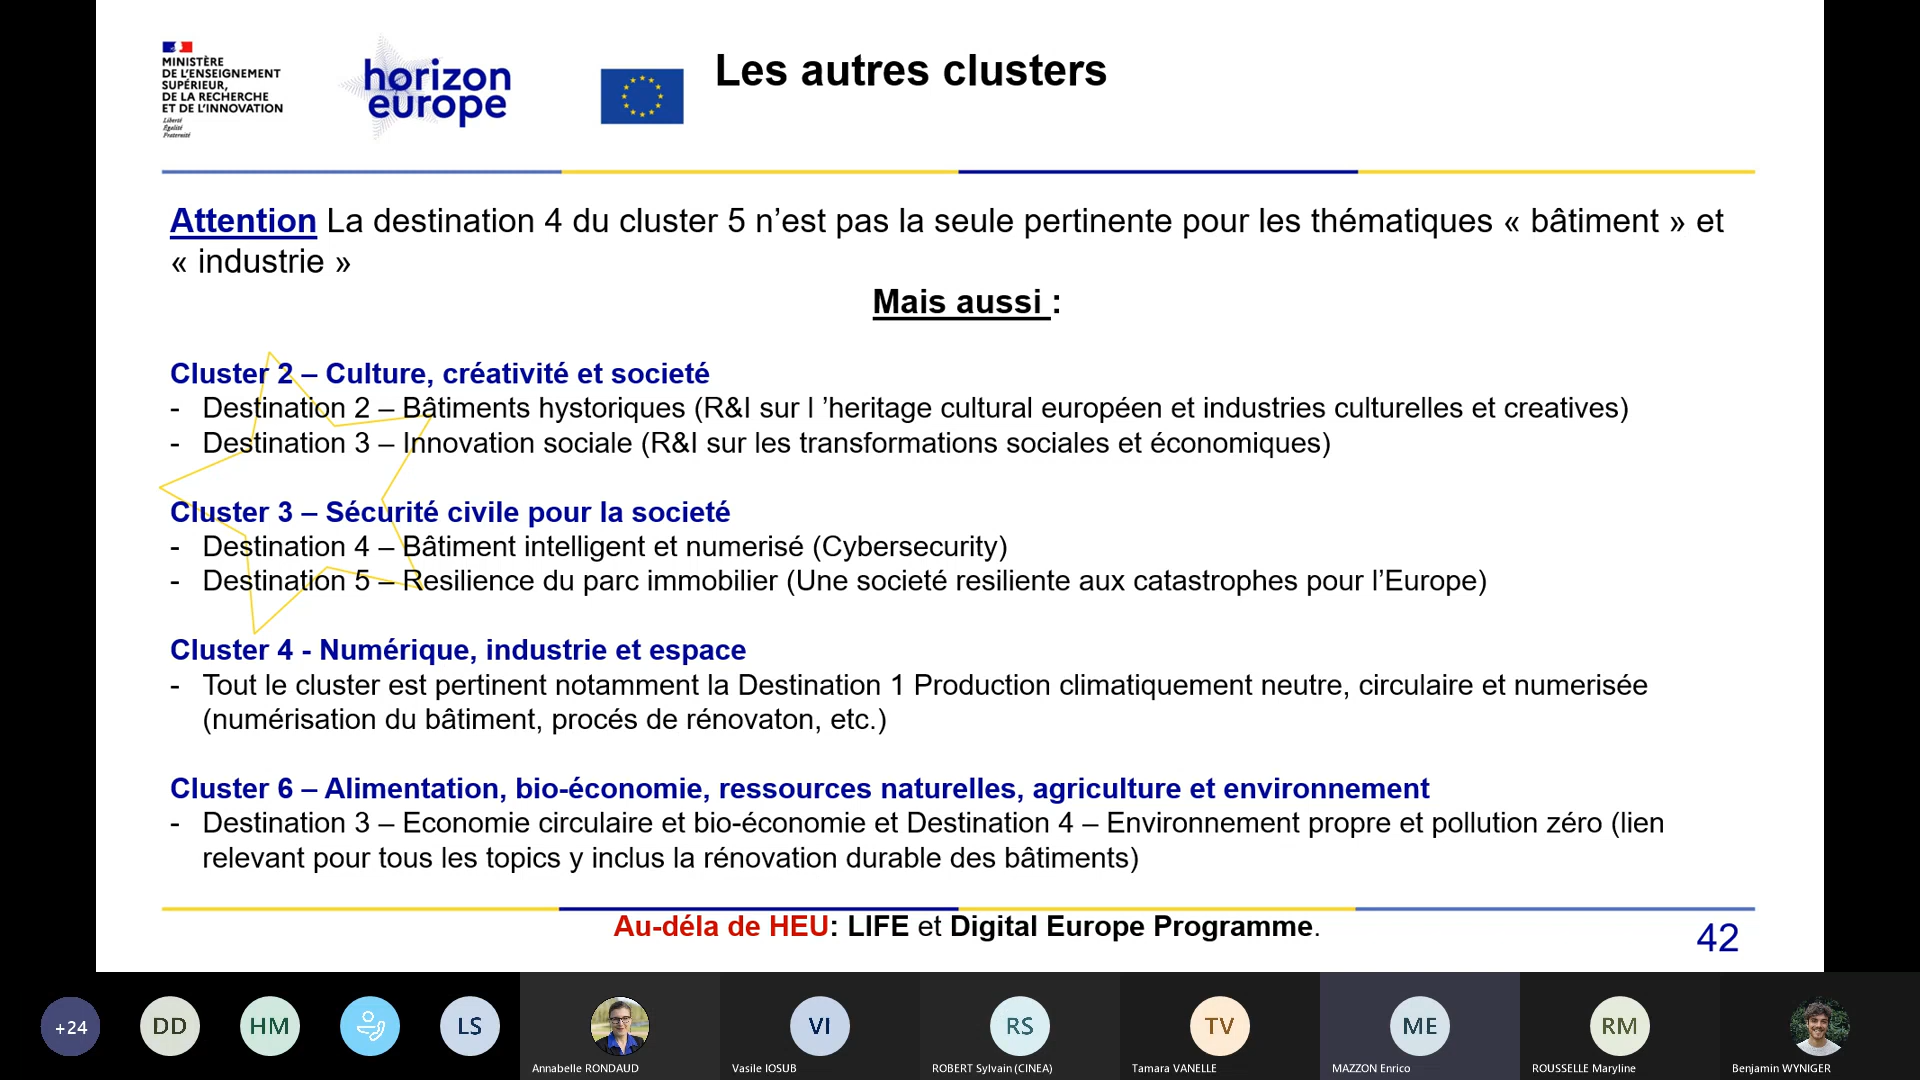 MINISTÈRE
DE L'ENSEIGNEMENT
SUPÉRIEUR,
DE LA RECHERCHE
ET DE L'INNOVATION
Liberté
Égalité
Fraternité
horizon
europe
Les autres clusters
Attention La destination 4 du cluster 5 n’est pas la seule pertinente pour les thématiques « bâtiment » et
« industrie »
Mais aussi :
Cluster 2 – Culture, créativité et societé
- Destination 2 – Bâtiments hystoriques (R&I sur l ’heritage cultural européen et industries culturelles et creatives)
- Destination 3 – Innovation sociale (R&I sur les transformations sociales et économiques)
Cluster 3 – Sécurité civile pour la societé
- Destination 4 – Bâtiment intelligent et numerisé (Cybersecurity)
- Destination 5 – Resilience du parc immobilier (Une societé resiliente aux catastrophes pour l’Europe)
Cluster 4 - Numérique, industrie et espace
- Tout le cluster est pertinent notamment la Destination 1 Production climatiquement neutre, circulaire et numerisée
(numérisation du bâtiment, procés de rénovaton, etc.)
Cluster 6 – Alimentation, bio-économie, ressources naturelles, agriculture et environnement
- Destination 3 – Economie circulaire et bio-économie et Destination 4 – Environnement propre et pollution zéro (lien
relevant pour tous les topics y inclus la rénovation durable des bâtiments)
Au-déla de HEU: LIFE et Digital Europe Programme.
42
+24
DD
HM
LS
VI
RS
TV
ME
RM
Annabelle RONDAUD
Vasile IOSUB
ROBERT Sylvain (CINEA)
Tamara VANELLE
MAZZON Enrico
ROUSSELLE Maryline
Benjamin WYNIGER